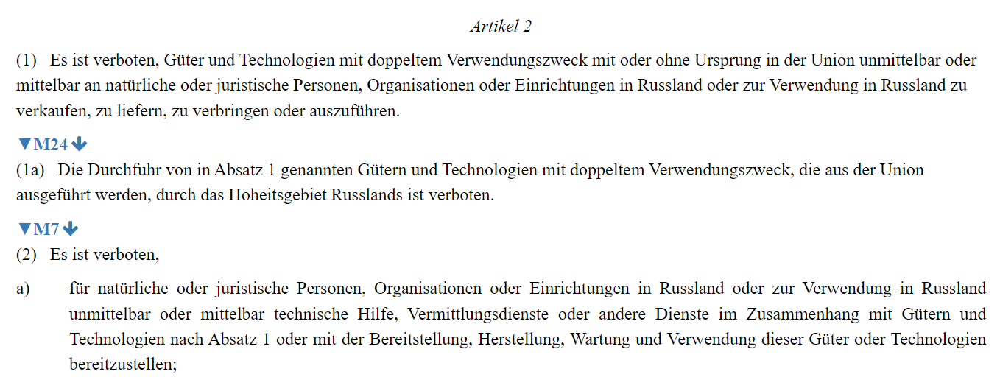 Artikel 2
(1) Es ist verboten, Güter und Technologien mit doppeltem Verwendungszweck mit oder ohne Ursprung in der Union unmittelbar oder
mittelbar an natürliche oder juristische Personen, Organisationen oder Einrichtungen in Russland oder zur Verwendung in Russland zu
verkaufen, zu liefern, zu verbringen oder auszuführen.
▼M24🡳
(1a) Die Durchfuhr von in Absatz 1 genannten Gütern und Technologien mit doppeltem Verwendungszweck, die aus der Union
ausgeführt werden, durch das Hoheitsgebiet Russlands ist verboten.
▼M7🡳
(2) Es ist verboten,
a) für natürliche oder juristische Personen, Organisationen oder Einrichtungen in Russland oder zur Verwendung in Russland
unmittelbar oder mittelbar technische Hilfe, Vermittlungsdienste oder andere Dienste im Zusammenhang mit Gütern und
Technologien nach Absatz 1 oder mit der Bereitstellung, Herstellung, Wartung und Verwendung dieser Güter oder Technologien
bereitzustellen;